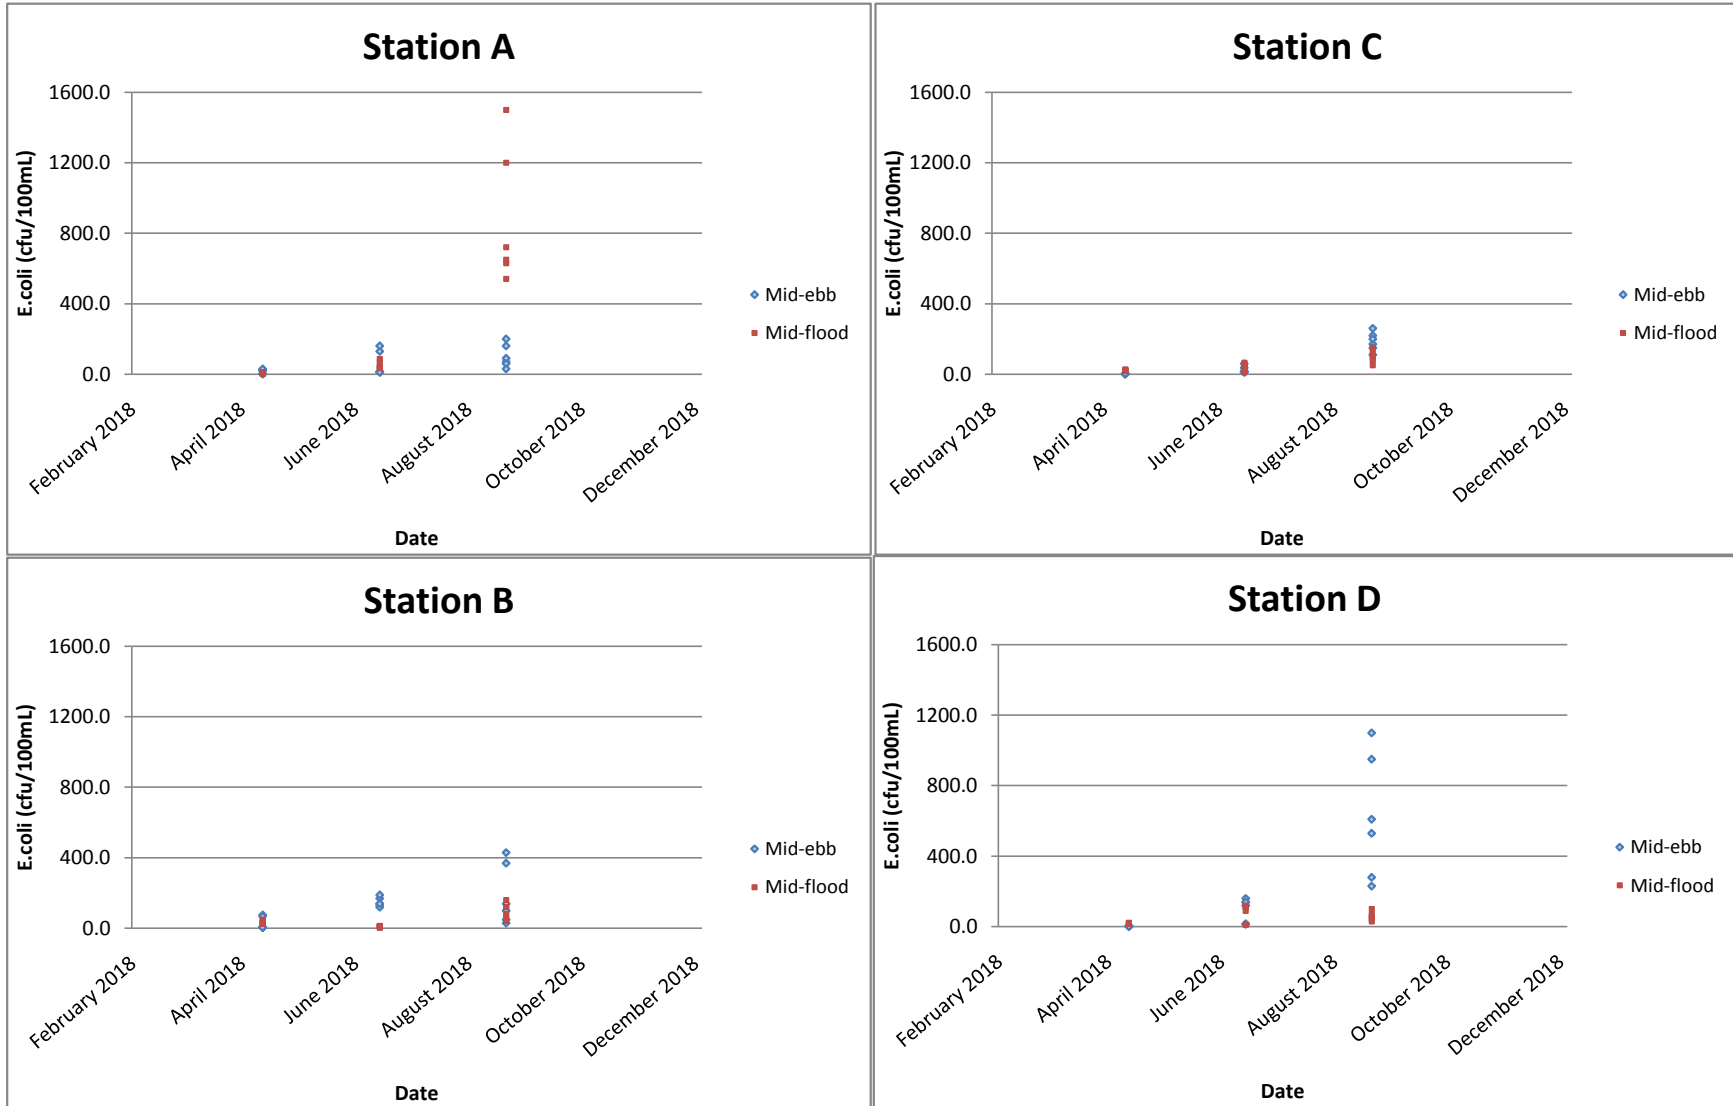 Station A
E.coli (cfu/100mL)
1600.0
1200.0
800.0
400.0
0.0
February 2018
April 2018
June 2018
August 2018
October 2018
December 2018
Date
Mid-ebb
Mid-flood
Station C
E.coli (cfu/100mL)
1600.0
1200.0
800.0
400.0
0.0
February 2018
April 2018
June 2018
August 2018
October 2018
December 2018
Date
Mid-ebb
Mid-flood
Station B
E.coli (cfu/100mL)
1600.0
1200.0
800.0
400.0
0.0
February 2018
April 2018
June 2018
August 2018
October 2018
December 2018
Date
Mid-ebb
Mid-flood
Station D
E.coli (cfu/100mL)
1600.0
1200.0
800.0
400.0
0.0
February 2018
April 2018
June 2018
August 2018
October 2018
December 2018
Date
Mid-ebb
Mid-flood